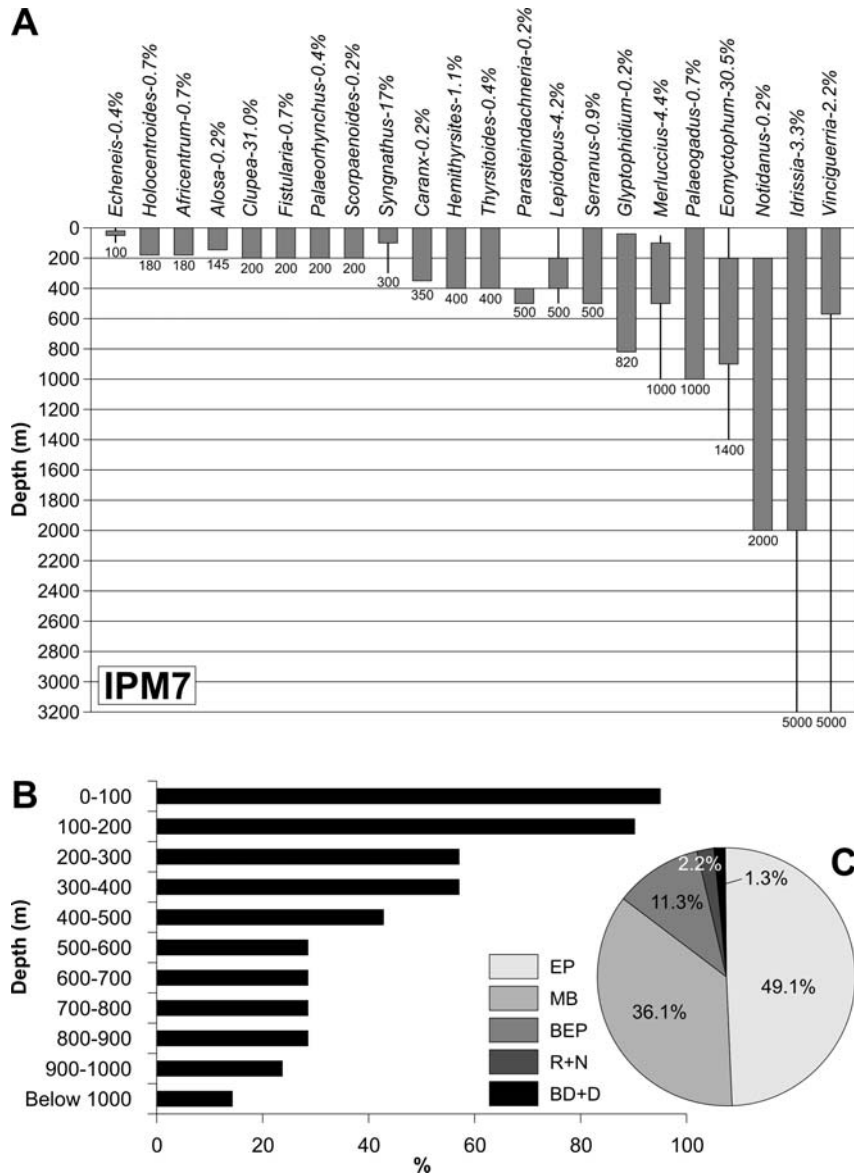 A
Echeneis-0.4%
Holocentroides-0.7%
Africentrum-0.7%
Alosa-0.2%
Clupea-31.0%
Fistularia-0.7%
Palaeorhynchus-0.4%
Scorpaenoides-0.2%
Syngnathus-17%
Caranx-0.2%
Hemithyrsites-1.1%
Thyrsitoides-0.4%
Parasteindachneria-0.2%
Lepidopus-4.2%
Serranus-0.9%
Glyptophidium-0.2%
Merluccius-4.4%
Palaeogadus-0.7%
Eomyctophum-30.5%
Notidanus-0.2%
Idrissia-3.3%
Vinciguerria-2.2%
Depth (m)
0
200
400
600
800
1000
1200
1400
1600
1800
2000
2200
2400
2600
2800
3000
3200
100
180
180
145
200
200
200
200
300
350
400
400
500
500
500
820
1000
1000
1400
2000
5000
5000
IPM7
B
Depth (m)
0-100
100-200
200-300
300-400
400-500
500-600
600-700
700-800
800-900
900-1000
Below 1000
0
20
40
60
80
100
%
EP
MB
BEP
R+N
BD+D
C
2.2%
1.3%
11.3%
36.1%
49.1%